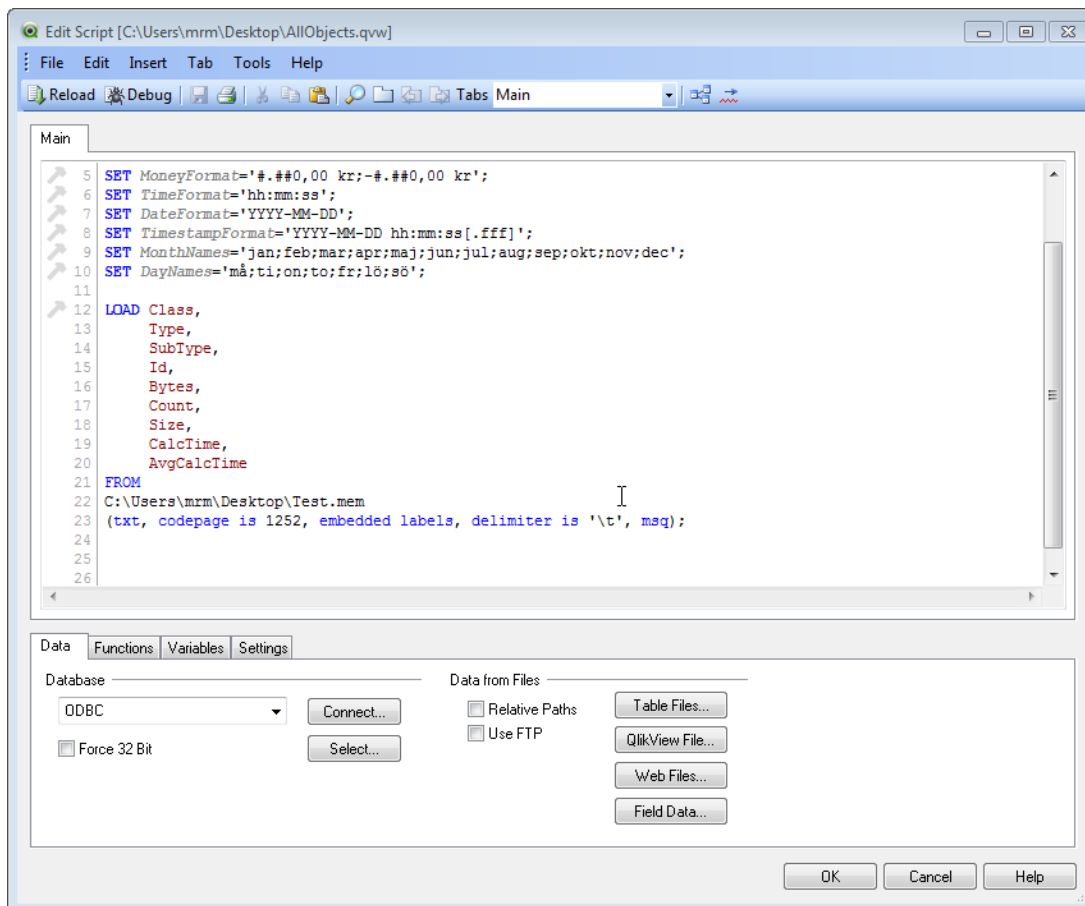 Edit Script [C:\Users\mrm\Desktop\AllObjects.qvw]
File Edit Insert Tab Tools Help
Reload Debug Tabs Main
Main
5 SET MoneyFormat='#.##0,00 kr;-#.##0,00 kr';
6 SET TimeFormat='hh:mm:ss';
7 SET DateFormat='YYYY-MM-DD';
8 SET TimestampFormat='YYYY-MM-DD hh:mm:ss[.fff]';
9 SET MonthNames='jan;feb;mar;apr;maj;jun;jul;aug;sep;okt;nov;dec';
10 SET DayNames='må;ti;on;to;fr;lö;sö';
11
12 LOAD Class,
13 Type,
14 SubType,
15 Id,
16 Bytes,
17 Count,
18 Size,
19 CalcTime,
20 AvgCalcTime
21 FROM
22 C:\Users\mrm\Desktop\Test.mem
23 (txt, codepage is 1252, embedded labels, delimiter is '\t', msq);
24
25
26
Data Functions Variables Settings
Database
Data from Files
ODBC
Connect...
Relative Paths
Table Files...
Force 32 Bit
Select...
Use FTP
QlikView File...
Web Files...
Field Data...
OK Cancel Help